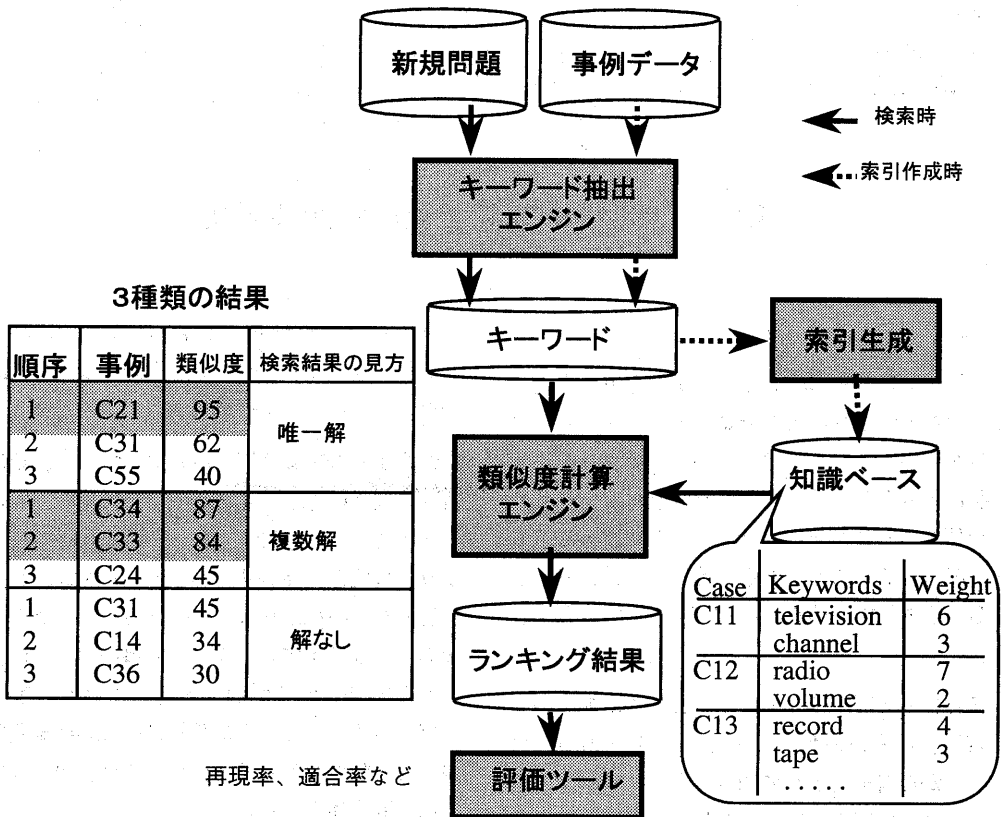 新規問題
事例データ
検索時
索引作成時
キーワード抽出
エンジン
キーワード
索引生成
3種類の結果
順序 事例 類似度 検索結果の見方
1 C21 95
2 C31 62
3 C55 40
唯一解
1 C34 87
2 C33 84
3 C24 45
複数解
1 C31 45
2 C14 34
3 C36 30
解なし
類似度計算
エンジン
知識ベース
Case Keywords Weight
C11 television 6
channel 3
C12 radio 7
volume 2
C13 record 4
tape 3
.....
ランキング結果
再現率、適合率など
評価ツール